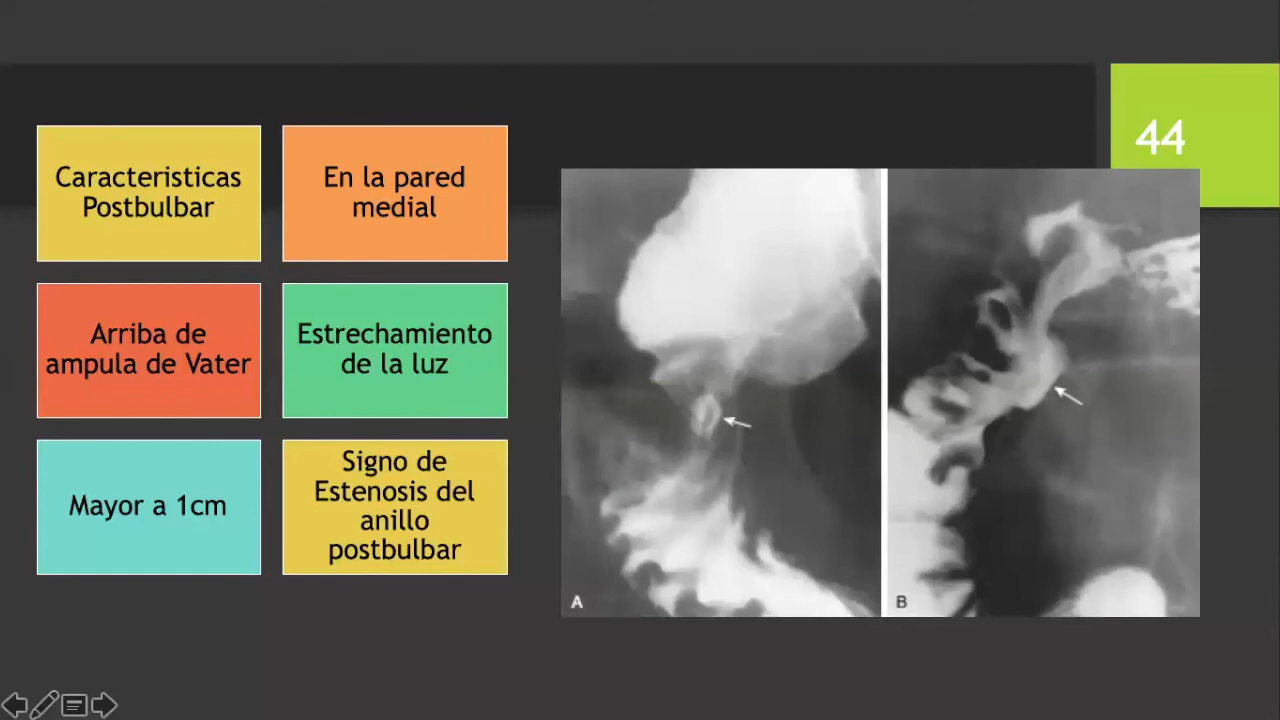 44
Caracteristicas
Postbulbar
En la pared
medial
Arriba de
ampula de Vater
Estrechamiento
de la luz
Mayor a 1cm
Signo de
Estenosis del
anillo
postbulbar
A
B